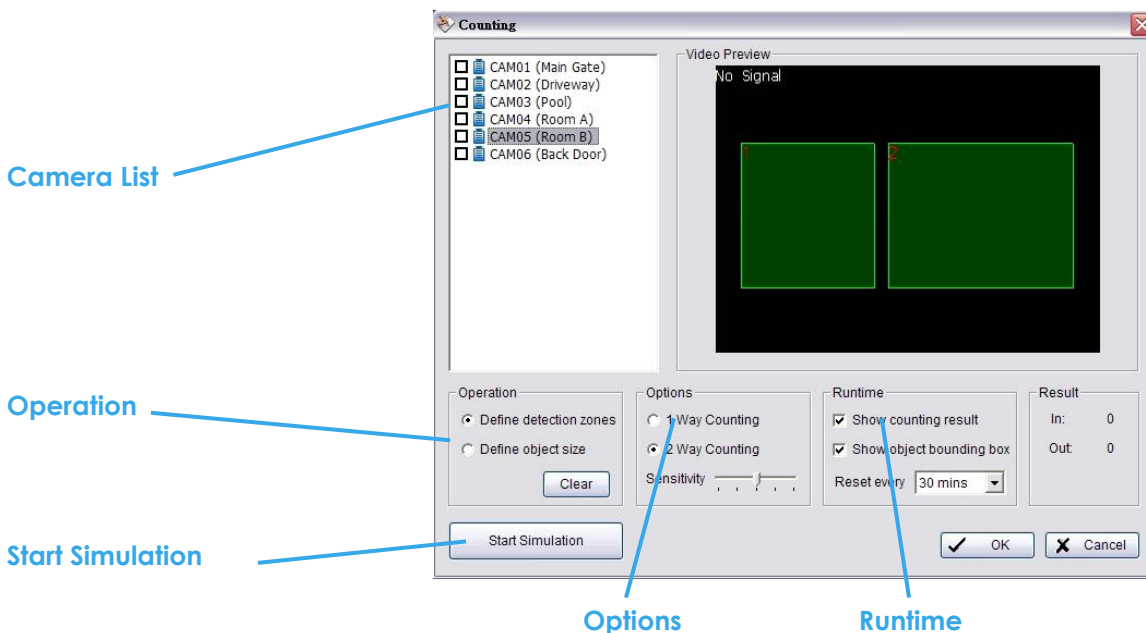 Counting
CAM01 (Main Gate)
CAM02 (Driveway)
CAM03 (Pool)
CAM04 (Room A)
CAM05 (Room B)
CAM06 (Back Door)
Video Preview
No Signal
1
2
Camera List
Operation
Operation
Define detection zones
Define object size
Clear
Options
1 Way Counting
2 Way Counting
Sensitivity
Runtime
Show counting result
Show object bounding box
Reset every 30 mins
Result
In: 0
Out: 0
Start Simulation
Start Simulation
OK
Cancel
Options
Runtime